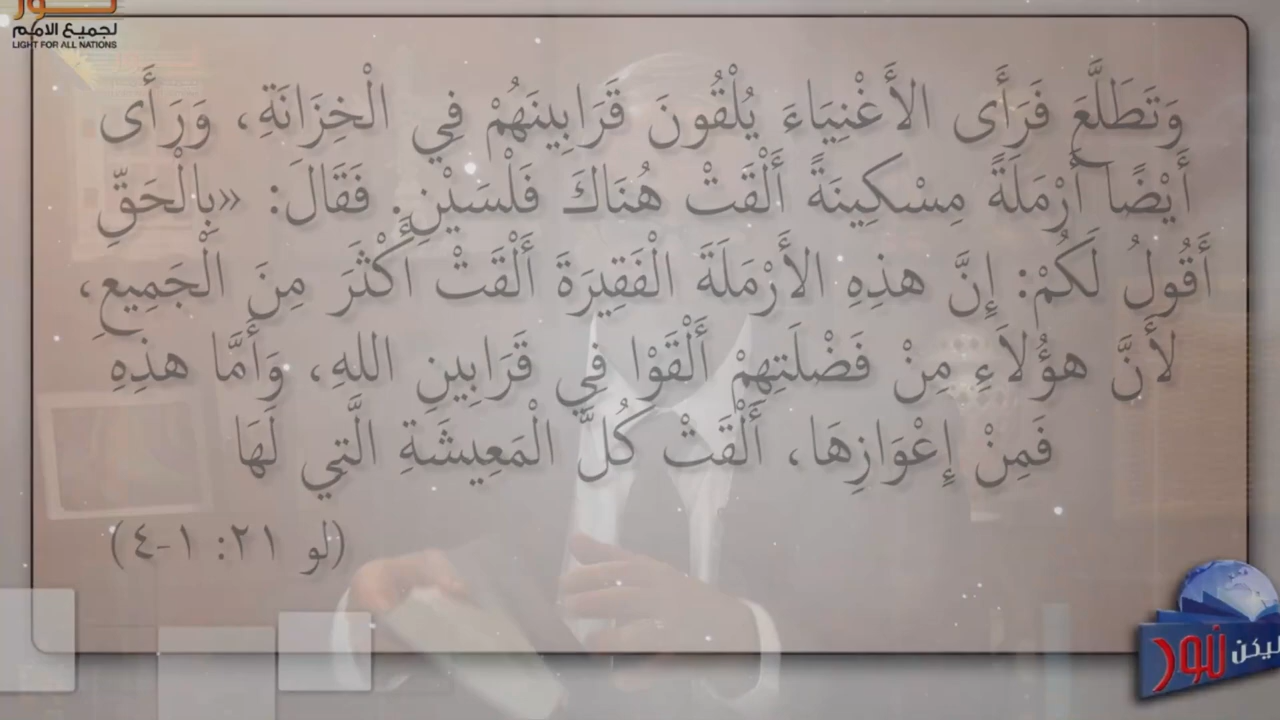 نور
لجميع الامم
LIGHT FOR ALL NATIONS
وَتَطَلَّعَ فَرَأَى الأَغْنِيَاءَ يُلْقُونَ قَرَابِينَهُمْ فِي الْخِزَانَةِ، وَرَأَى
أَيْضًا أَرْمَلَةً مِسْكِينَةً أَلْقَتْ هُنَاكَ فَلْسَيْنِ. فَقَالَ: «بِالْحَقِّ
أَقُولُ لَكُمْ: إِنَّ هذِهِ الأَرْمَلَةَ الْفَقِيرَةَ أَلْقَتْ أَكْثَرَ مِنَ الْجَمِيعِ،
لأَنَّ هؤُلاَءِ مِنْ فَضْلَتِهِمْ أَلْقَوْا فِي قَرَابِينِ اللهِ، وَأَمَّا هذِهِ
فَمِنْ إِعْوَازِهَا، أَلْقَتْ كُلَّ الْمَعِيشَةِ الَّتِي لَهَا
(لو ٢١: ١-٤)
ليكن نور